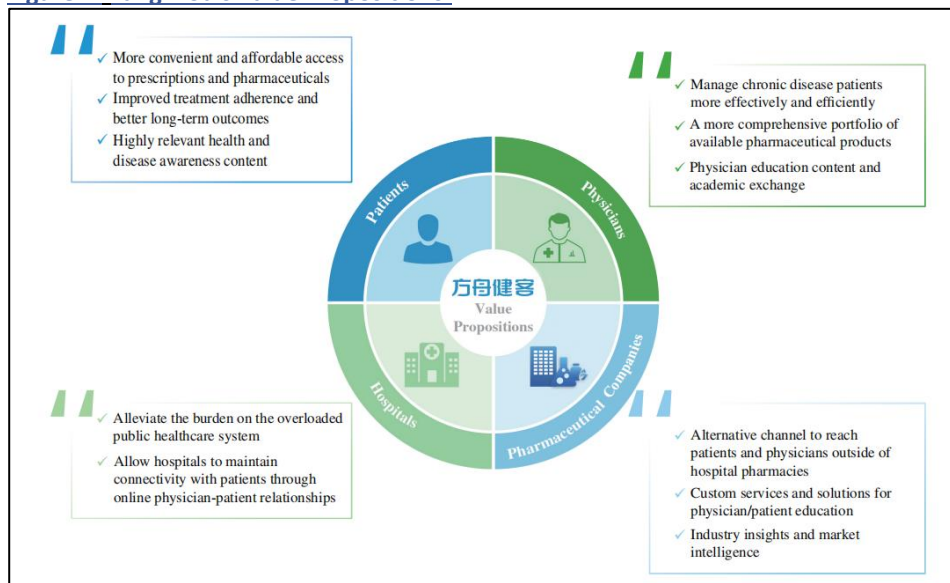 More convenient and affordable access
to prescriptions and pharmaceuticals
Improved treatment adherence and
better long-term outcomes
Highly relevant health and
disease awareness content
Manage chronic disease patients
more effectively and efficiently
A more comprehensive portfolio of
available pharmaceutical products
Physician education content and
academic exchange
Patients
Physicians
方舟健客
Value
Propositions
Hospitals
Pharmaceutical Companies
Alleviate the burden on the overloaded
public healthcare system
Allow hospitals to maintain
connectivity with patients through
online physician-patient relationships
Alternative channel to reach
patients and physicians outside of
hospital pharmacies
Custom services and solutions for
physician/patient education
Industry insights and market
intelligence